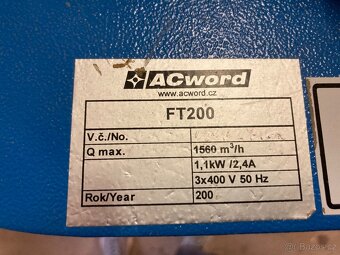 ACword
www.acword.cz
FT200
V.č./No.
Q max. 1560 m³/h
1,1kW /2,4A
3x400 V 50 Hz
Rok/Year 200